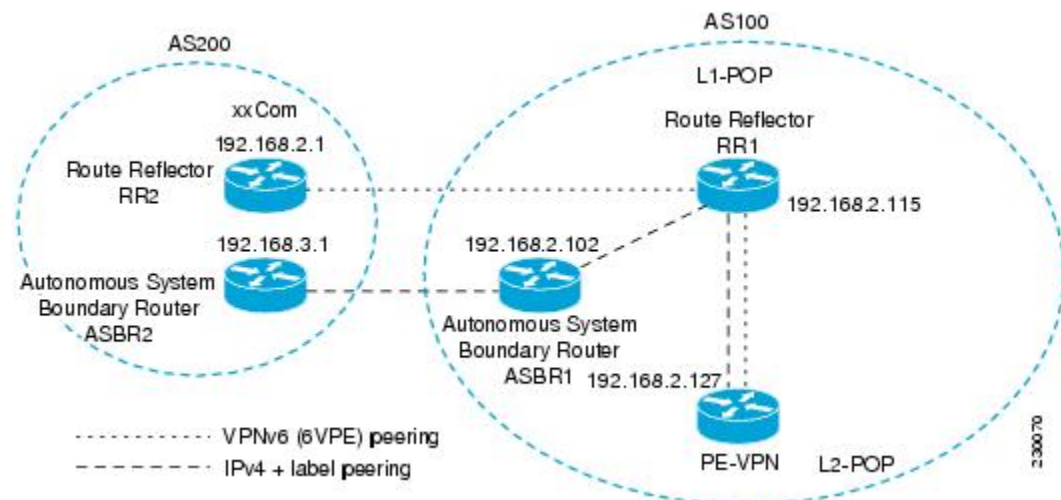 AS200
AS100
L1-POP
xxCom
192.168.2.1
Route Reflector
RR2
Route Reflector
RR1
192.168.2.115
192.168.3.1
Autonomous System
Boundary Router
ASBR2
192.168.2.102
Autonomous System
Boundary Router
ASBR1
192.168.2.127
PE-VPN
L2-POP
VPNv6 (6VPE) peering
IPv4 + label peering
230070